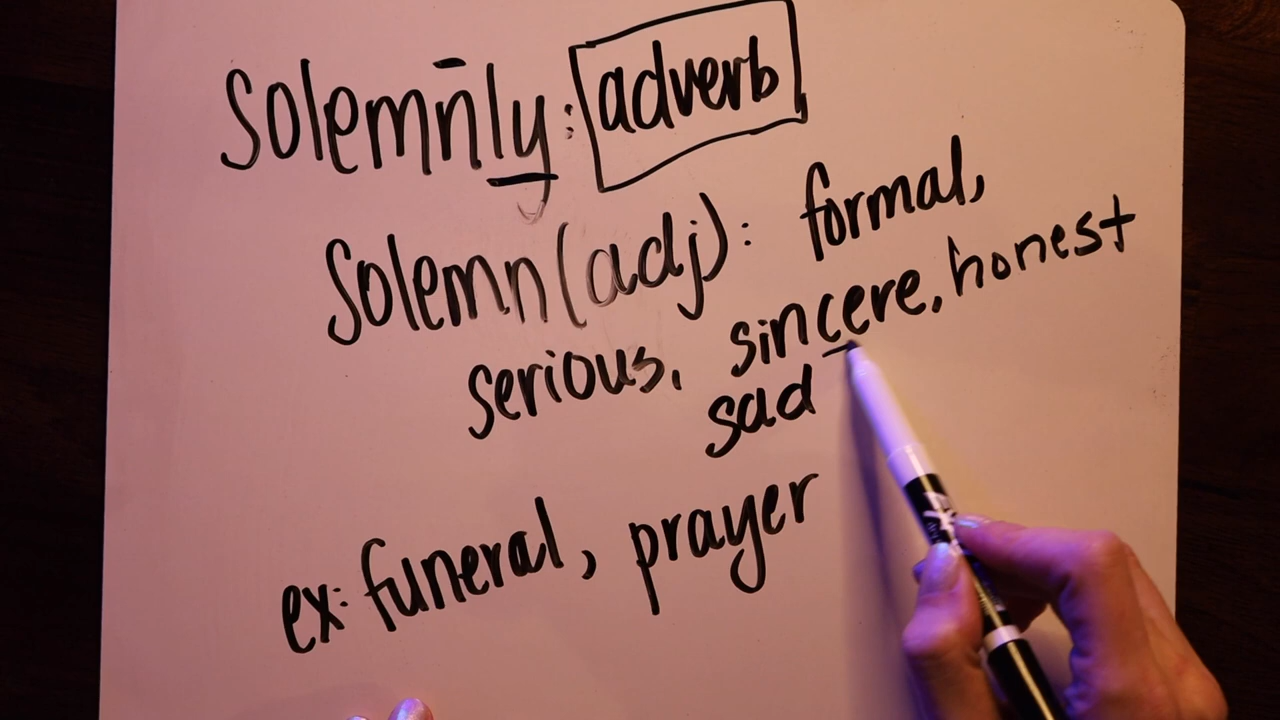 Solemnly: adverb
Solemn (adj): formal,
serious, sincere, honest
sad
ex: funeral, prayer